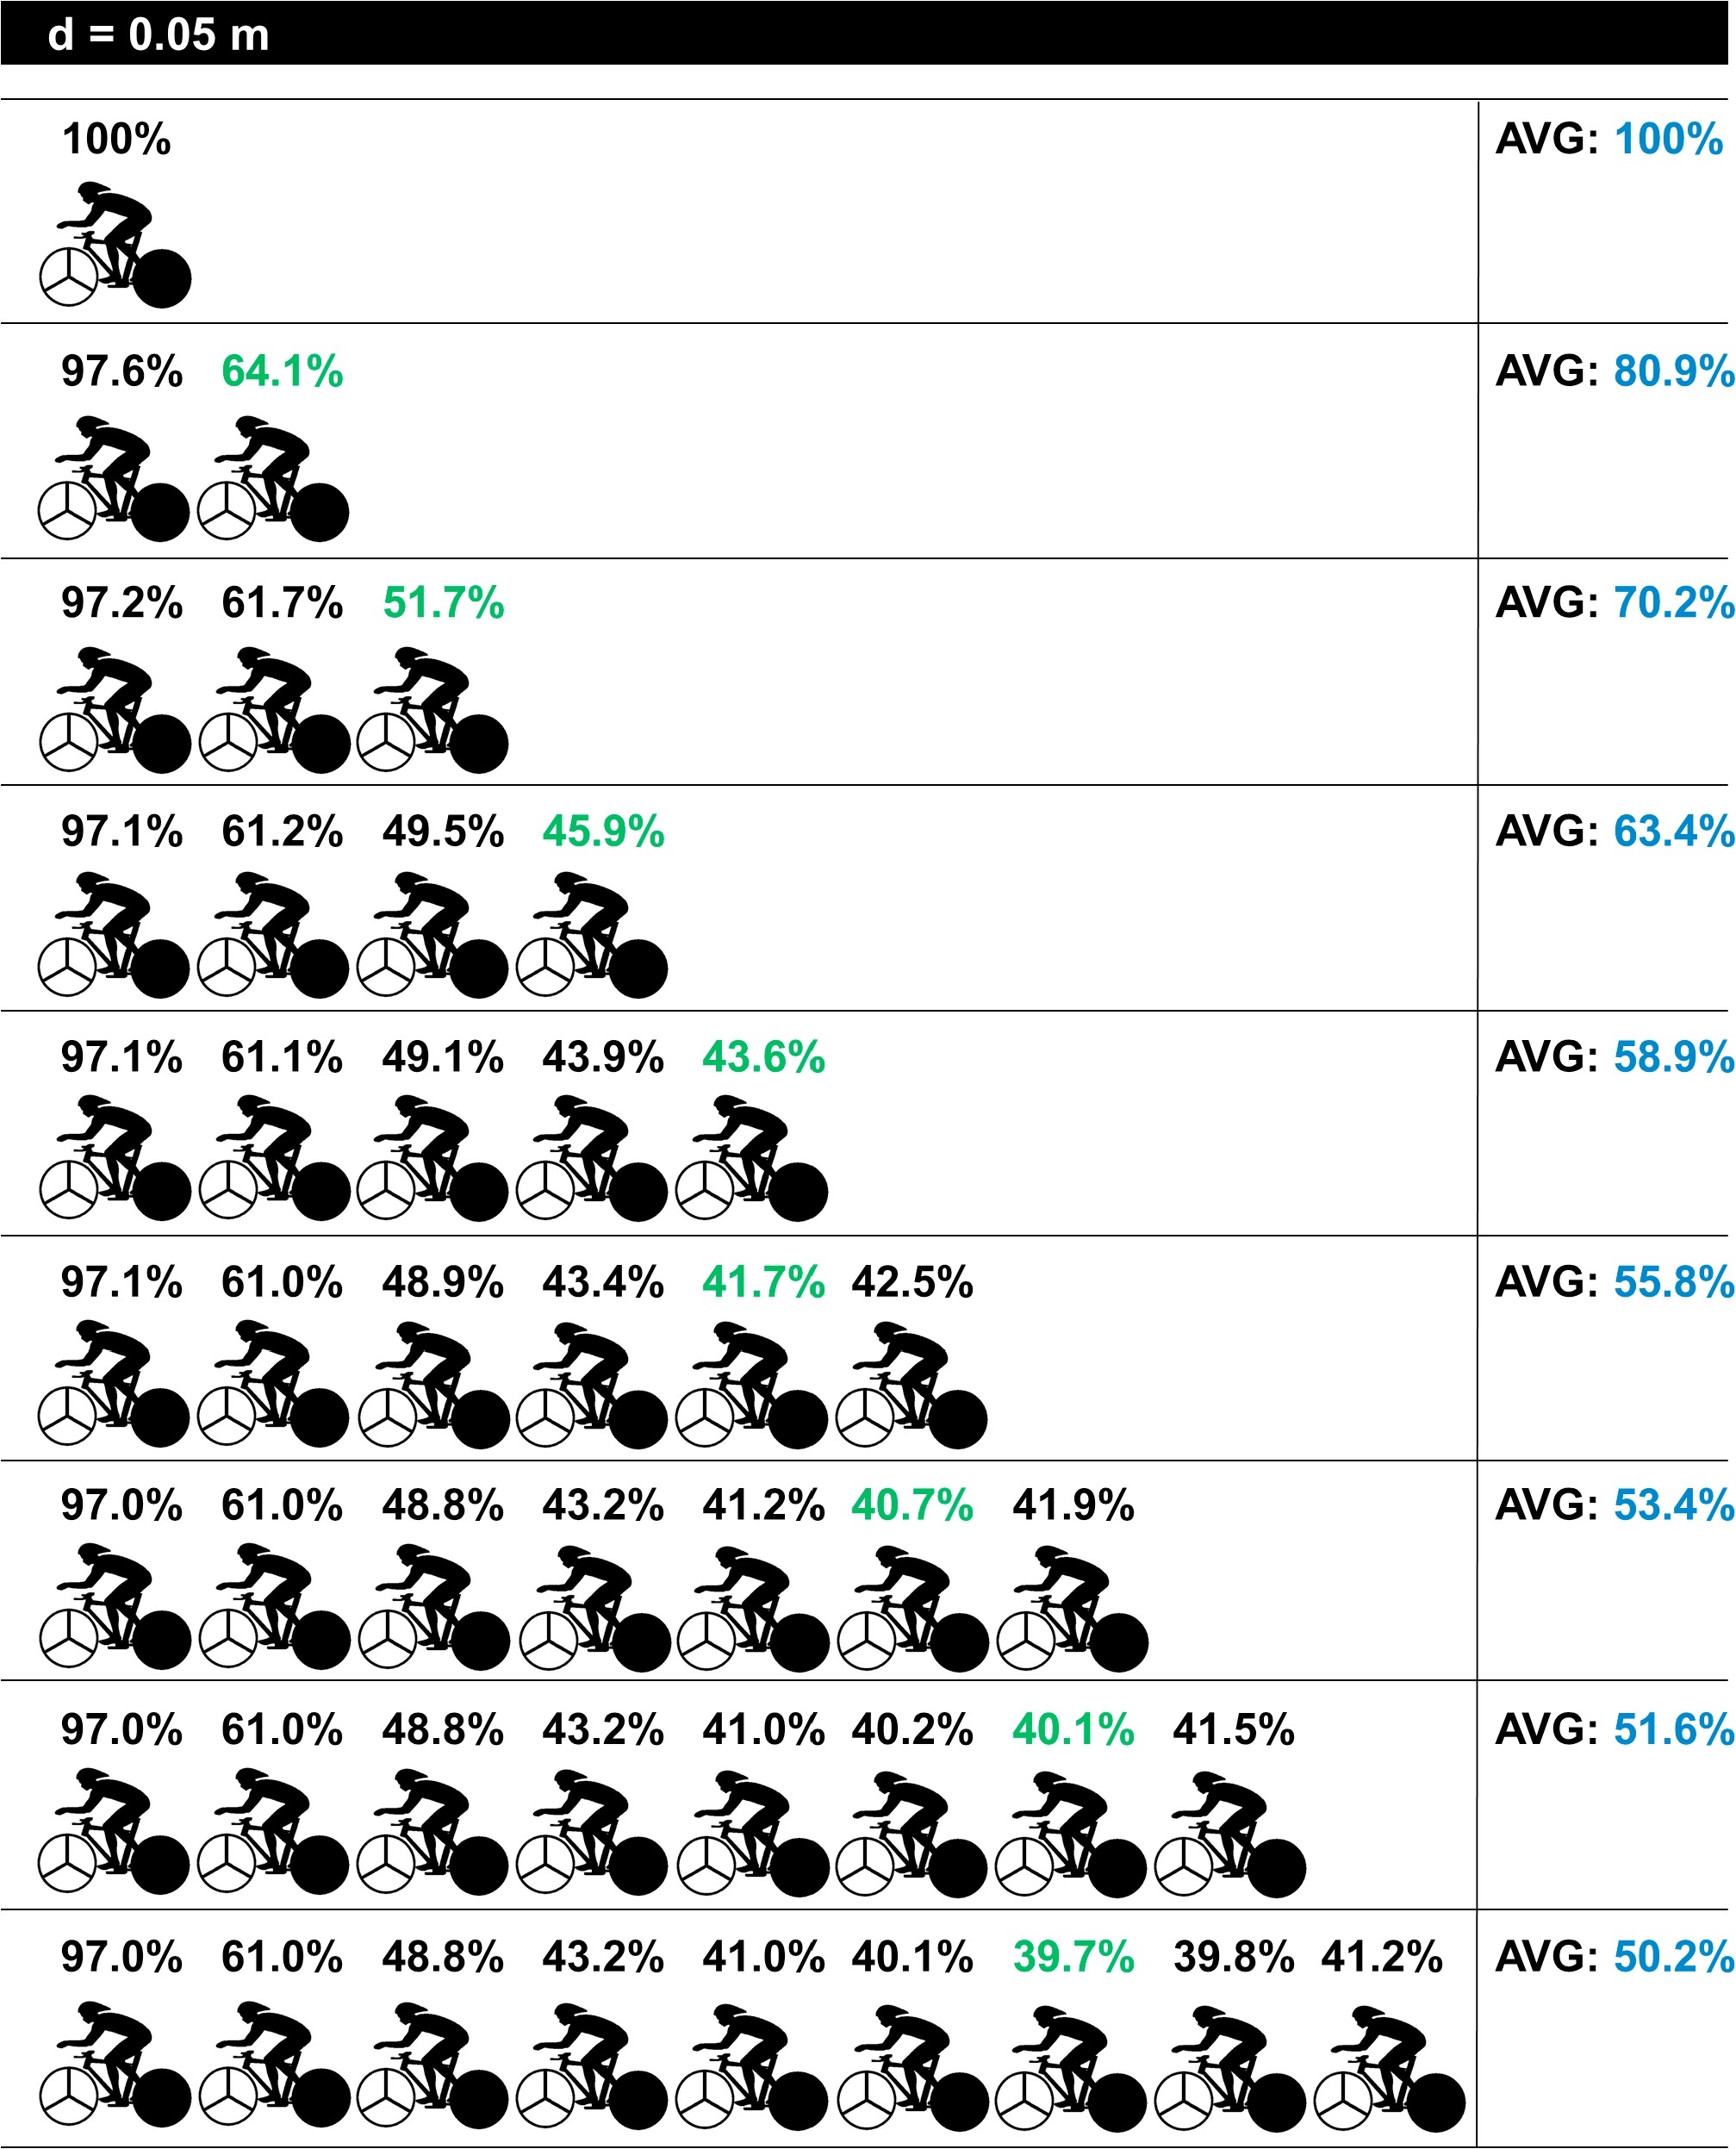 d = 0.05 m
100% AVG: 100%
97.6% 64.1% AVG: 80.9%
97.2% 61.7% 51.7% AVG: 70.2%
97.1% 61.2% 49.5% 45.9% AVG: 63.4%
97.1% 61.1% 49.1% 43.9% 43.6% AVG: 58.9%
97.1% 61.0% 48.9% 43.4% 41.7% 42.5% AVG: 55.8%
97.0% 61.0% 48.8% 43.2% 41.2% 40.7% 41.9% AVG: 53.4%
97.0% 61.0% 48.8% 43.2% 41.0% 40.2% 40.1% 41.5% AVG: 51.6%
97.0% 61.0% 48.8% 43.2% 41.0% 40.1% 39.7% 39.8% 41.2% AVG: 50.2%